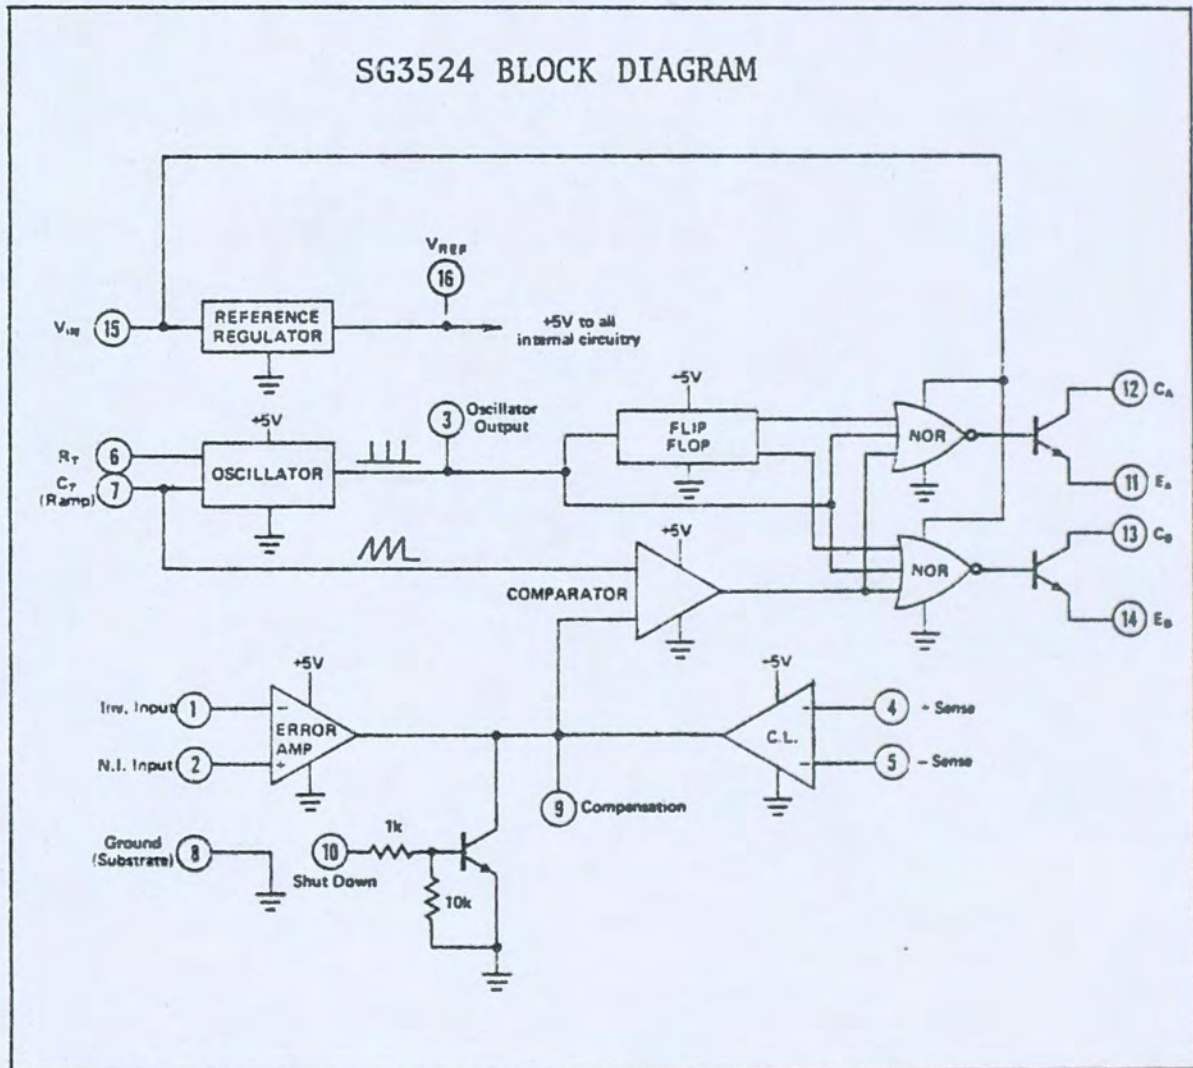 SG3524 BLOCK DIAGRAM
VREF
16
VIN 15
REFERENCE
REGULATOR
+5V to all
internal circuitry
+5V
RT 6
CT
(Ramp) 7
OSCILLATOR
3 Oscillator
Output
+5V
FLIP
FLOP
NOR
12 CA
11 EA
+5V
COMPARATOR
NOR
13 CB
14 EB
+5V
Inv. Input 1
N.I. Input 2
-
ERROR
AMP
+
+5V
C.L.
-
-
4 + Sense
5 - Sense
9 Compensation
Ground
(Substrate) 8
10
Shut Down
1k
10k